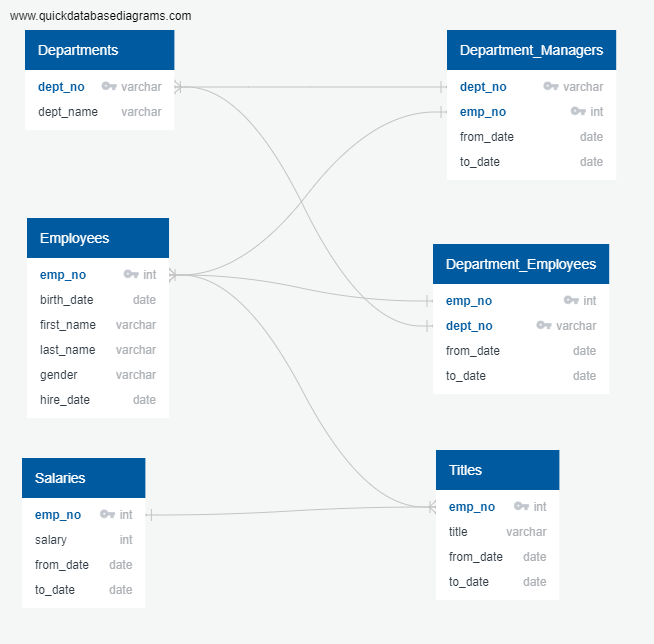 www.quickdatabasediagrams.com
Departments
dept_no varchar
dept_name varchar
Department_Managers
dept_no varchar
emp_no int
from_date date
to_date date
Employees
emp_no int
birth_date date
first_name varchar
last_name varchar
gender varchar
hire_date date
Department_Employees
emp_no int
dept_no varchar
from_date date
to_date date
Salaries
emp_no int
salary int
from_date date
to_date date
Titles
emp_no int
title varchar
from_date date
to_date date